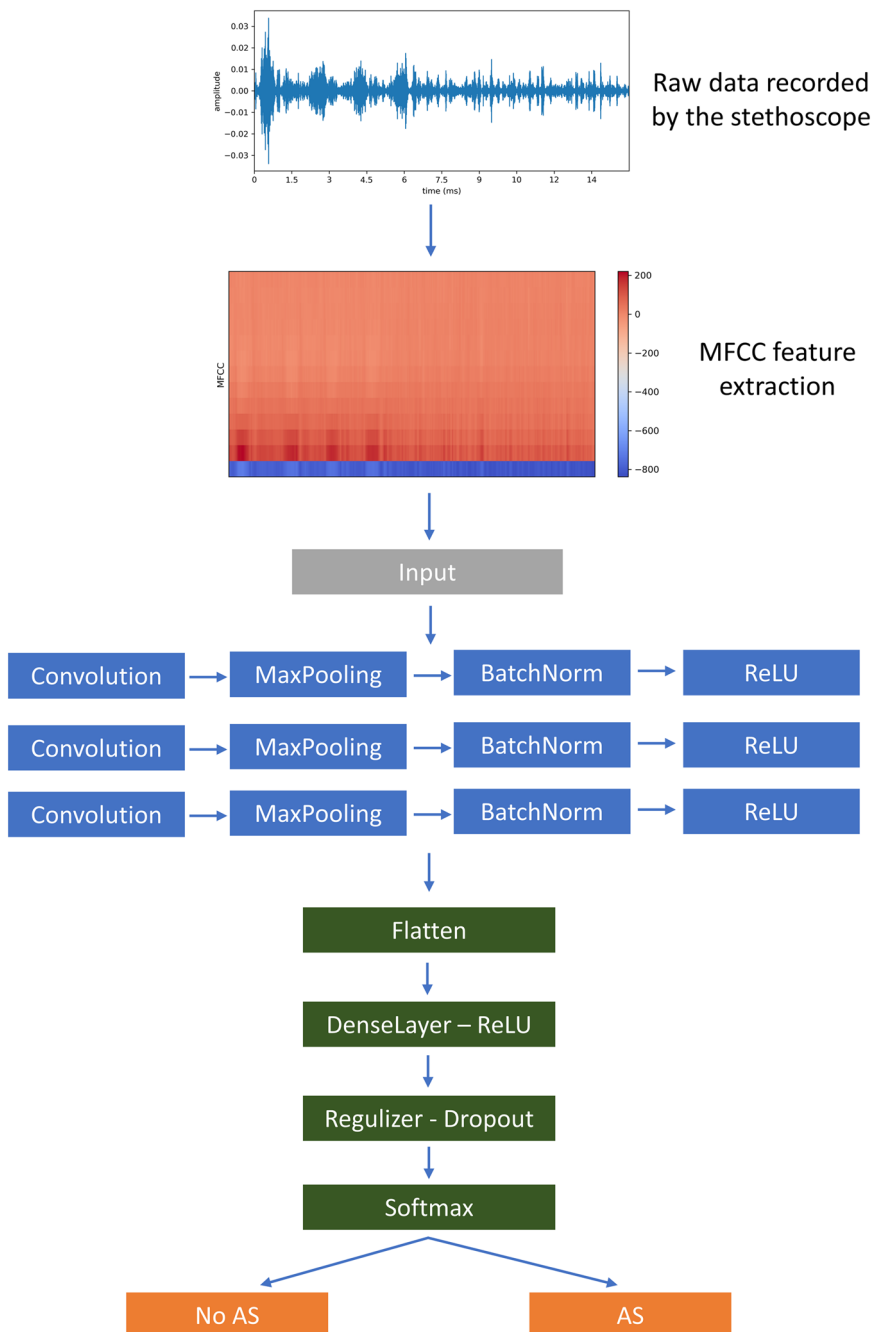 0.03
0.02
0.01
0.00
−0.01
−0.02
−0.03
amplitude
0 1.5 3 4.5 6 7.5 9 10 12 14
time (ms)
Raw data recorded
by the stethoscope
MFCC
200
0
−200
−400
−600
−800
MFCC feature
extraction
Input
Convolution MaxPooling BatchNorm ReLU
Convolution MaxPooling BatchNorm ReLU
Convolution MaxPooling BatchNorm ReLU
Flatten
DenseLayer – ReLU
Regulizer - Dropout
Softmax
No AS AS